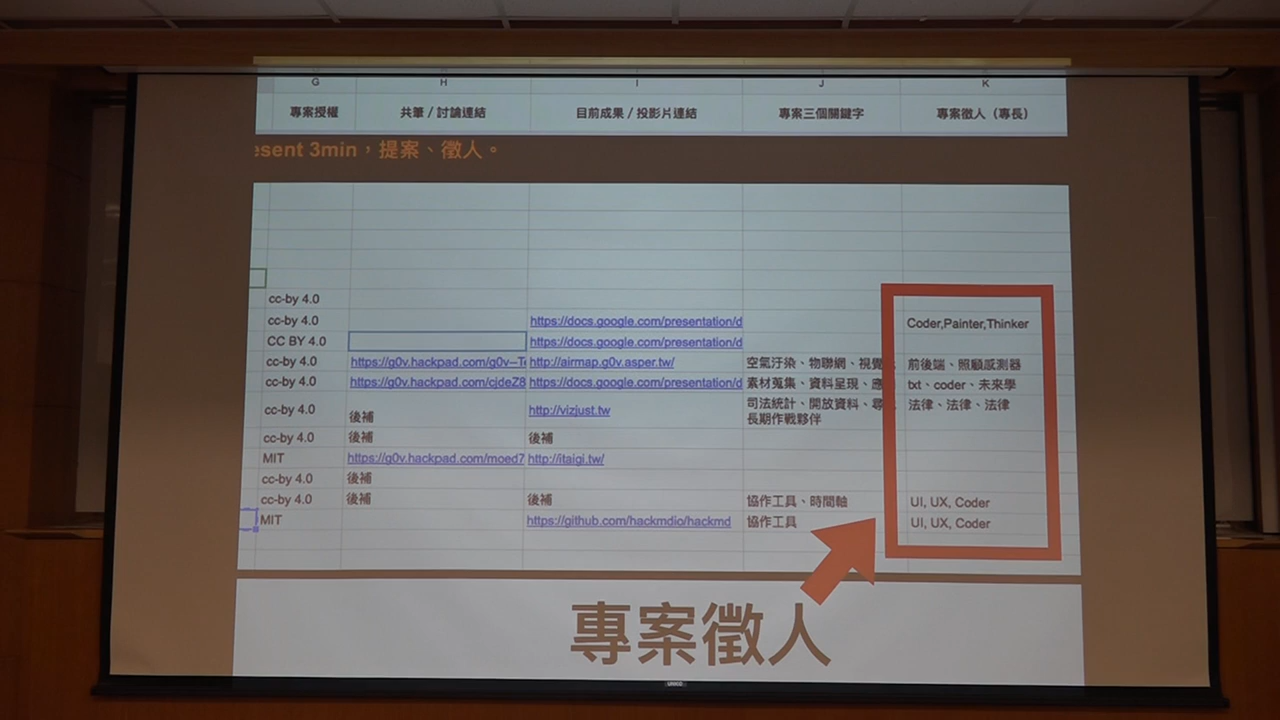 G H I J K
專案授權 共筆 / 討論連結 目前成果 / 投影片連結 專案三個關鍵字 專案徵人（專長）
esent 3min，提案、徵人。
cc-by 4.0
cc-by 4.0 https://docs.google.com/presentation/d Coder,Painter,Thinker
CC BY 4.0 https://docs.google.com/presentation/d
cc-by 4.0 https://g0v.hackpad.com/g0v--Te http://airmap.g0v.asper.tw/ 空氣汙染、物聯網、視覺 前後端、照顧感測器
cc-by 4.0 https://g0v.hackpad.com/cjdeZ8 https://docs.google.com/presentation/d 素材蒐集、資料呈現、應 txt、coder、未來學
cc-by 4.0 後補 http://vizjust.tw 司法統計、開放資料、尋 法律、法律、法律
長期作戰夥伴
cc-by 4.0 後補 後補
MIT https://g0v.hackpad.com/moed7 http://itaigi.tw/
cc-by 4.0 後補
cc-by 4.0 後補 後補 協作工具、時間軸 UI, UX, Coder
MIT https://github.com/hackmdio/hackmd 協作工具 UI, UX, Coder
專案徵人